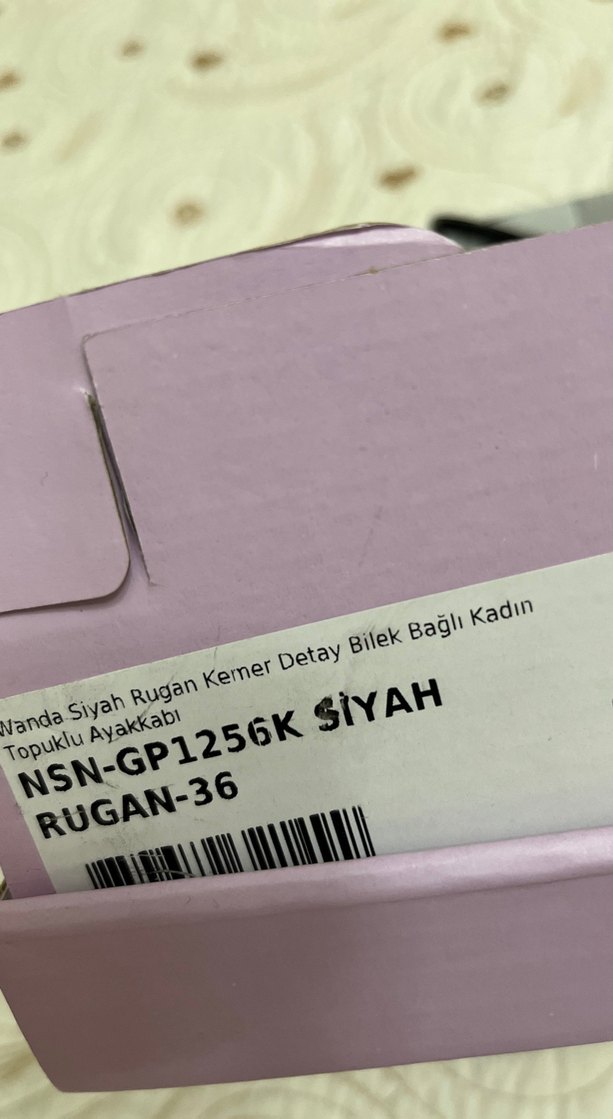 Wanda Siyah Rugan Kemer Detay Bilek Bağlı Kadın
Topuklu Ayakkabı
NSN-GP1256K SİYAH
RUGAN-36